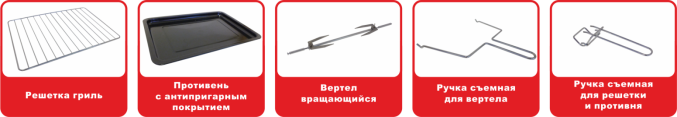 Решетка гриль
Противень
с антипригарным
покрытием
Вертел
вращающийся
Ручка съемная
для вертела
Ручка съемная
для решетки
и противня